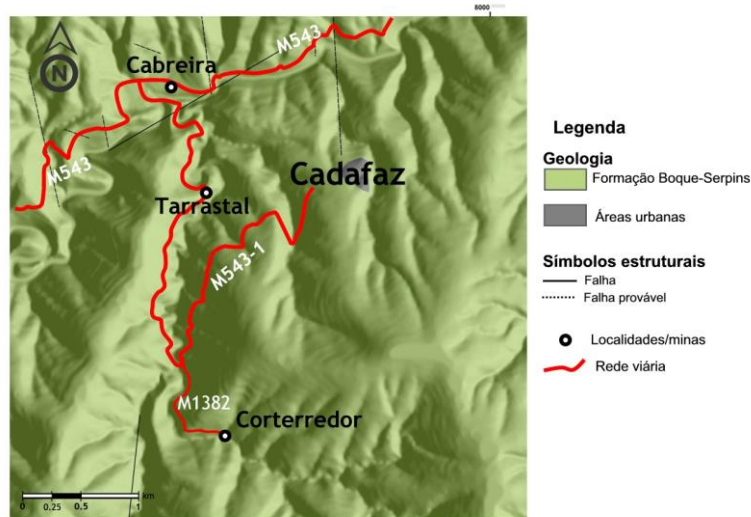 8000
N
M543
Cabreira
M543
Cadafaz
Tarrastal
M543-1
M1382
Corterredor
0 0.25 0.5 1
km
Legenda
Geologia
Formação Boque-Serpins
Áreas urbanas
Símbolos estruturais
Falha
Falha provável
Localidades/minas
Rede viária